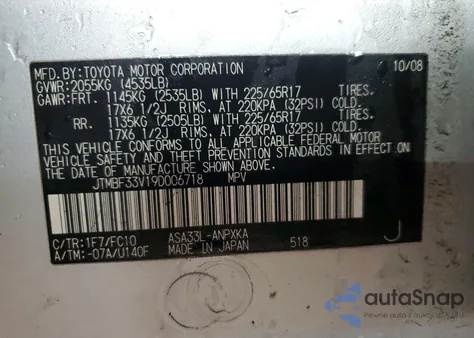 MFD. BY: TOYOTA MOTOR CORPORATION 10/08
GVWR: 2055KG (4535LB)
GAWR: FRT. 1145KG (2535LB) WITH 225/65R17 TIRES.
17X6 1/2J RIMS. AT 220KPA (32PSI) COLD.
RR. 1135KG (2505LB) WITH 225/65R17 TIRES.
17X6 1/2J RIMS. AT 220KPA (32PSI) COLD.
THIS VEHICLE CONFORMS TO ALL APPLICABLE FEDERAL MOTOR
VEHICLE SAFETY AND THEFT PREVENTION STANDARDS IN EFFECT ON
THE DATE OF MANUFACTURE SHOWN ABOVE.
JTMBF33V19D006718 MPV
C/TR: 1F7/FC10 ASA33L-ANPXKA
A/TM: -07A/U140F MADE IN JAPAN 518 J
autoSnap
Pewne auto z aukcji